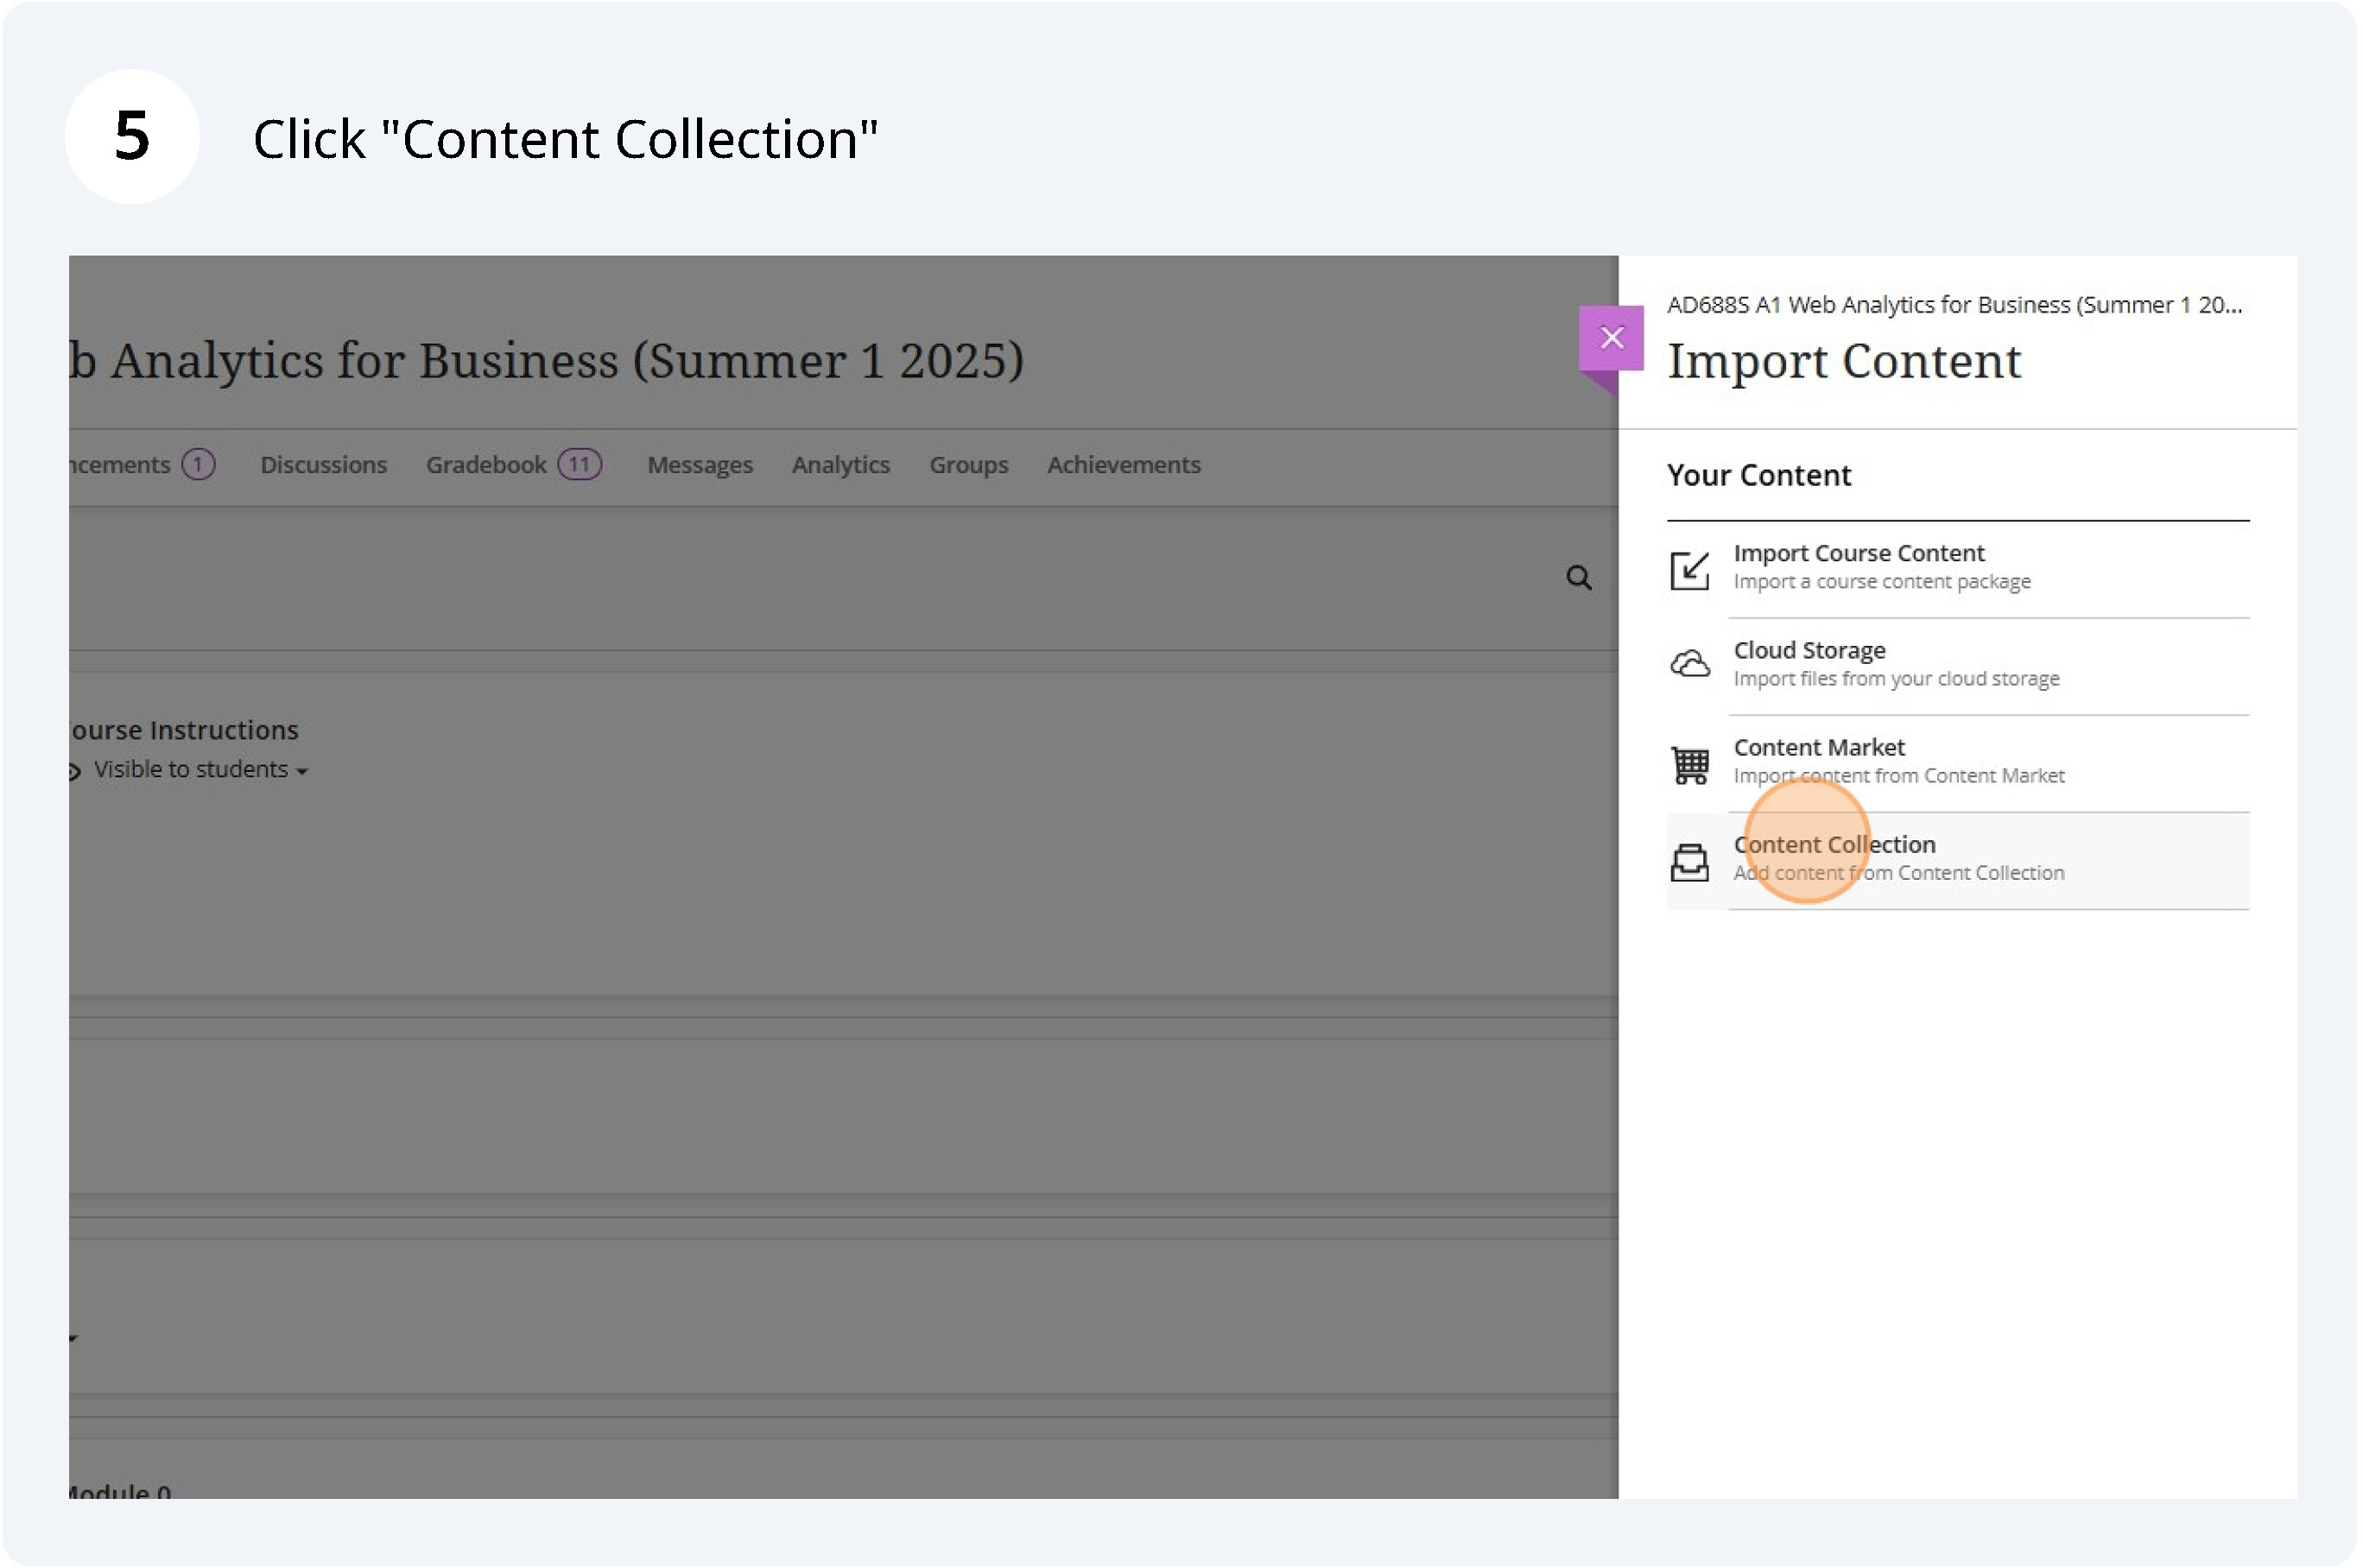 5
Click "Content Collection"
AD688S A1 Web Analytics for Business (Summer 1 20...
b Analytics for Business (Summer 1 2025)
Import Content
ncements 1 Discussions Gradebook 11 Messages Analytics Groups Achievements
Your Content
Import Course Content
Import a course content package
Cloud Storage
Import files from your cloud storage
ourse Instructions
Visible to students
Content Market
Import content from Content Market
Content Collection
Add content from Content Collection
Module 0